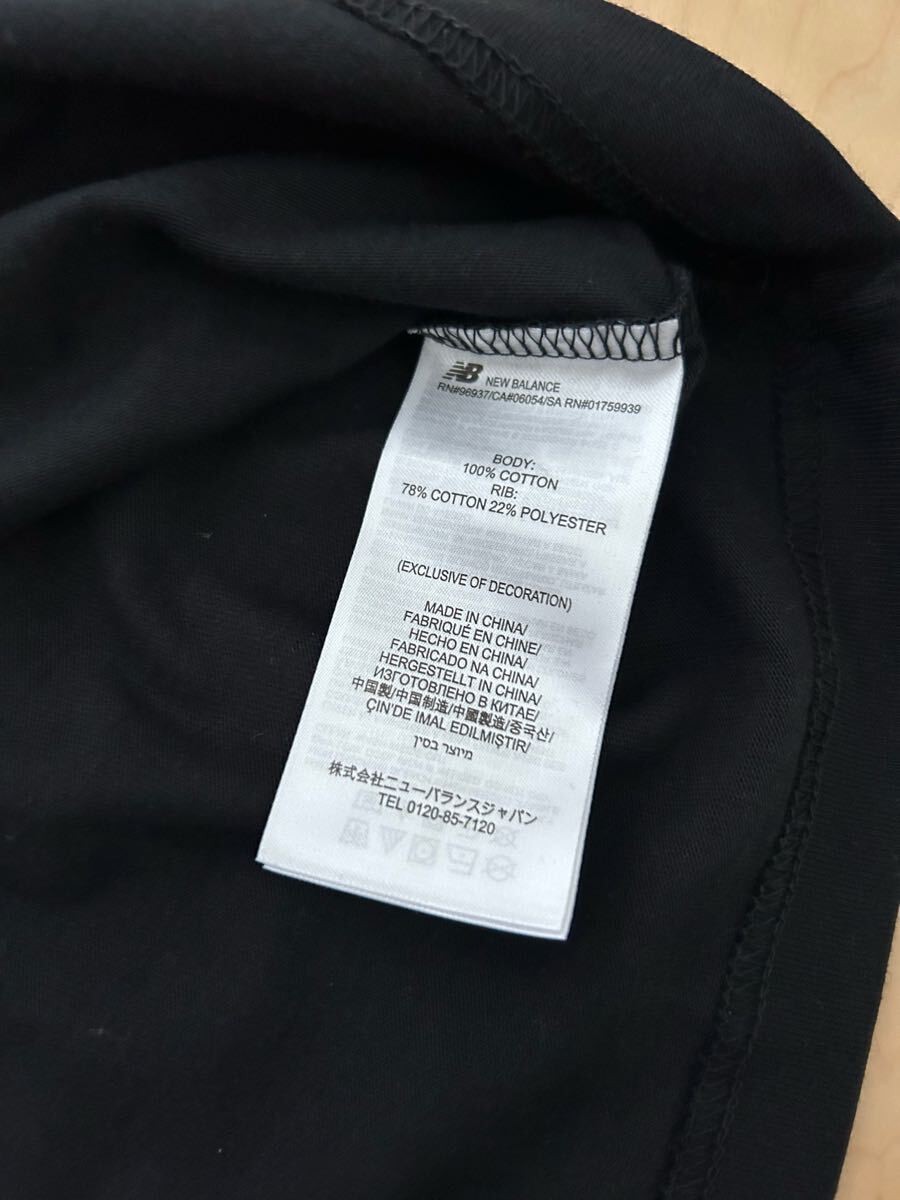 NB NEW BALANCE
RN#96937/CA#06054/SA RN#01759939
BODY:
100% COTTON
RIB:
78% COTTON 22% POLYESTER
(EXCLUSIVE OF DECORATION)
MADE IN CHINA/
FABRIQUÉ EN CHINE/
HECHO EN CHINA/
FABRICADO NA CHINA/
HERGESTELLT IN CHINA/
ИЗГОТОВЛЕНО В КИТАЕ/
中国製/中国制造/中國製造/중국산/
ÇIN'DE IMAL EDILMIŞTIR/
מיוצר בסין
株式会社ニューバランスジャパン
TEL 0120-85-7120